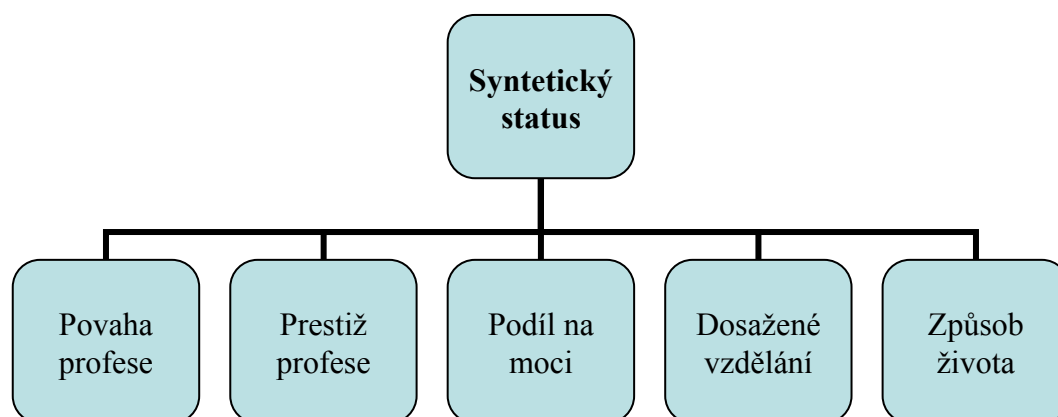 Syntetický
status
Povaha
profese
Prestiž
profese
Podíl na
moci
Dosažené
vzdělání
Způsob
života